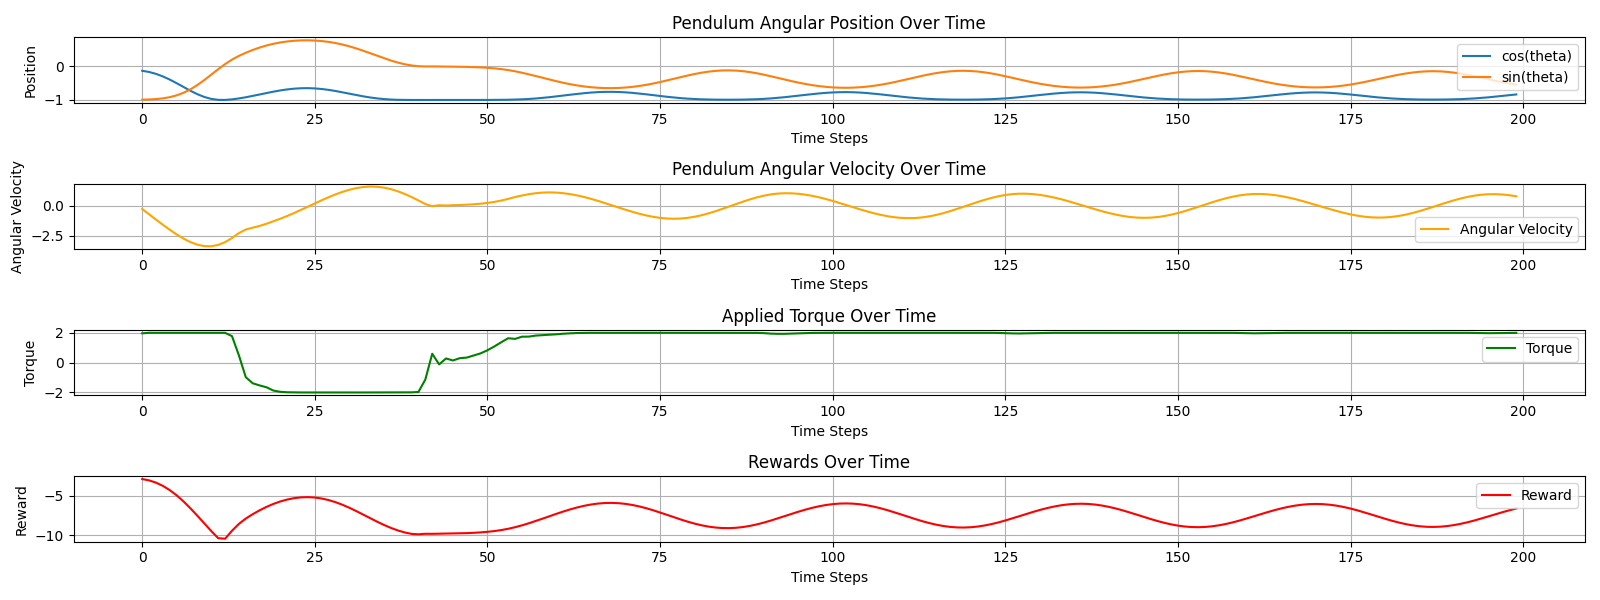 Pendulum Angular Position Over Time
Position
0
−1
cos(theta)
sin(theta)
0 25 50 75 100 125 150 175 200
Time Steps
Pendulum Angular Velocity Over Time
Angular Velocity
0.0
−2.5
Angular Velocity
0 25 50 75 100 125 150 175 200
Time Steps
Applied Torque Over Time
Torque
2
0
−2
Torque
0 25 50 75 100 125 150 175 200
Time Steps
Rewards Over Time
Reward
−5
−10
Reward
0 25 50 75 100 125 150 175 200
Time Steps